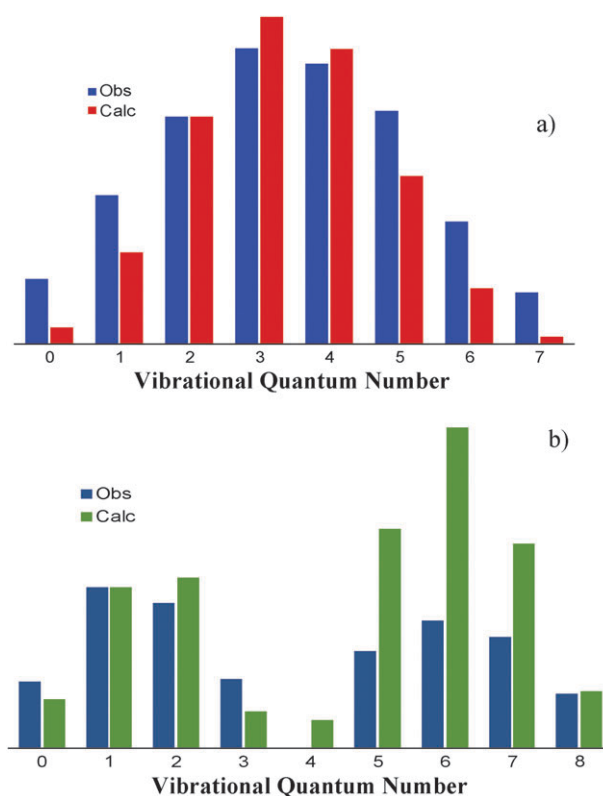 Obs
Calc
a)
0 1 2 3 4 5 6 7
Vibrational Quantum Number
b)
Obs
Calc
0 1 2 3 4 5 6 7 8
Vibrational Quantum Number